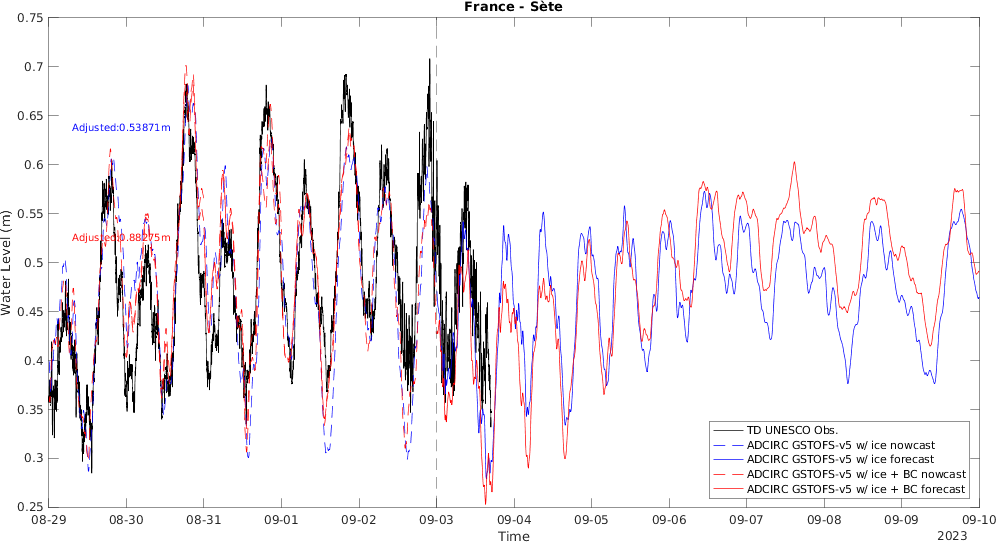 France - Sète
0.75
0.7
0.65
0.6
0.55
0.5
0.45
0.4
0.35
0.3
0.25
Water Level (m)
Adjusted:0.53871m
Adjusted:0.88275m
TD UNESCO Obs.
ADCIRC GSTOFS-v5 w/ ice nowcast
ADCIRC GSTOFS-v5 w/ ice forecast
ADCIRC GSTOFS-v5 w/ ice + BC nowcast
ADCIRC GSTOFS-v5 w/ ice + BC forecast
08-29 08-30 08-31 09-01 09-02 09-03 09-04 09-05 09-06 09-07 09-08 09-09 09-10
Time
2023